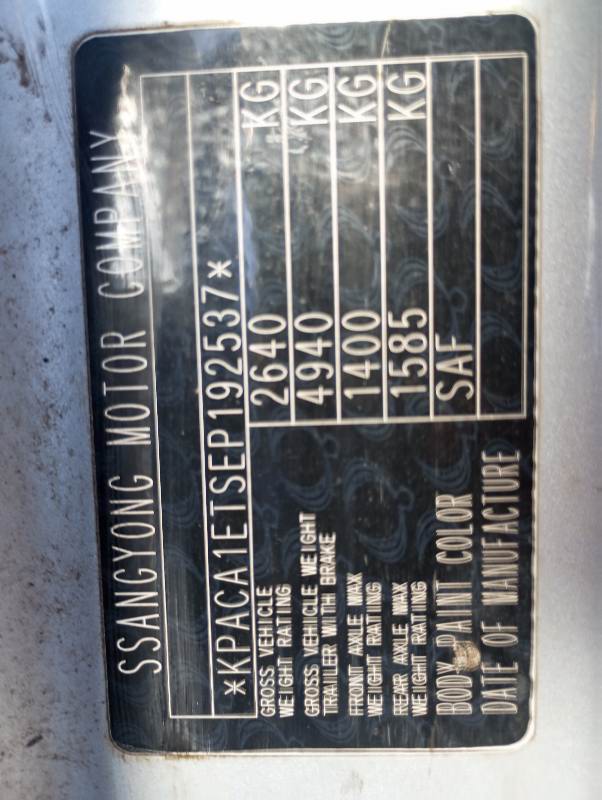 SSANGYONG MOTOR COMPANY
*KPACA1ETSEP192537*
GROSS VEHICLE
WEIGHT RATING 2640 KG
GROSS VEHICLE WEIGHT
TRAILER WITH BRAKE 4940 KG
FRONT AXLE MAX
WEIGHT RATING 1400 KG
REAR AXLE MAX
WEIGHT RATING 1585 KG
BODY PAINT COLOR SAF
DATE OF MANUFACTURE